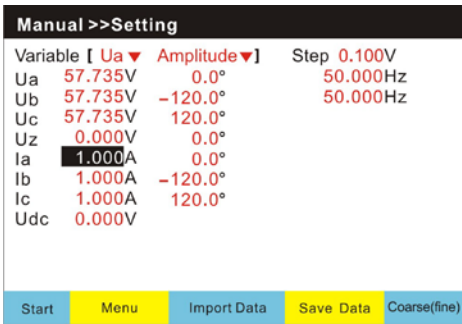 Manual >>Setting
Variable [ Ua ▼ Amplitude▼] Step 0.100V
Ua 57.735V 0.0° 50.000Hz
Ub 57.735V –120.0° 50.000Hz
Uc 57.735V 120.0°
Uz 0.000V 0.0°
Ia 1.000A 0.0°
Ib 1.000A –120.0°
Ic 1.000A 120.0°
Udc 0.000V
Start Menu Import Data Save Data Coarse(fine)